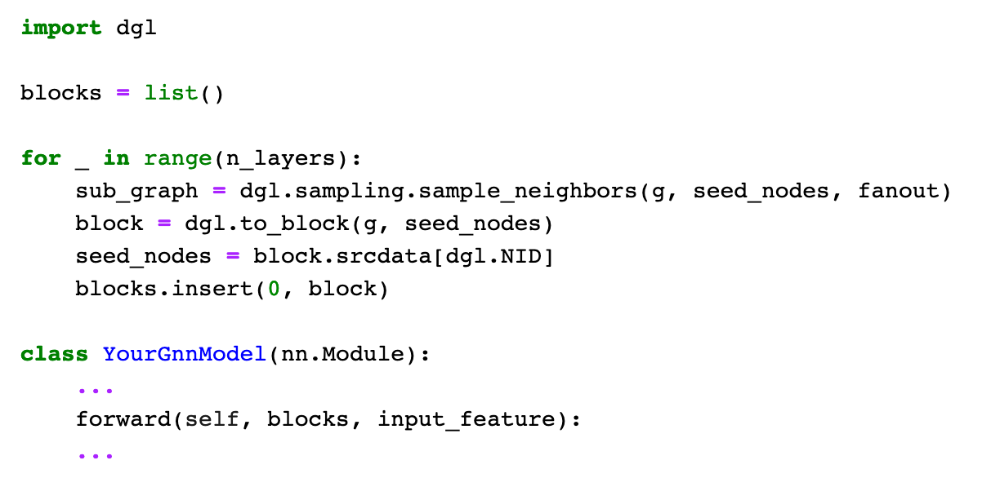 import dgl
blocks = list()
for _ in range(n_layers):
    sub_graph = dgl.sampling.sample_neighbors(g, seed_nodes, fanout)
    block = dgl.to_block(g, seed_nodes)
    seed_nodes = block.srcdata[dgl.NID]
    blocks.insert(0, block)
class YourGnnModel(nn.Module):
    ...
    forward(self, blocks, input_feature):
    ...